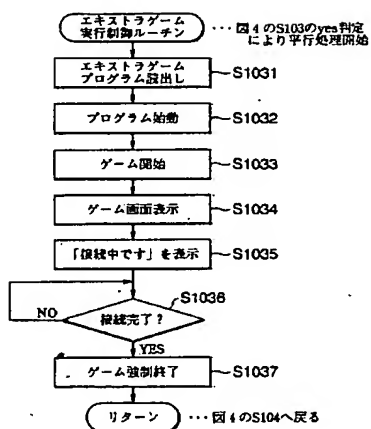 エキストラゲーム
実行制御ルーチン
･･･図4のS103のyes判定
により平行処理開始
エキストラゲーム
プログラム読出し
S1031
プログラム始動
S1032
ゲーム開始
S1033
ゲーム画面表示
S1034
「接続中です」を表示
S1035
NO
接続完了？
S1036
YES
ゲーム強制終了
S1037
リターン
･･･図4のS104へ戻る